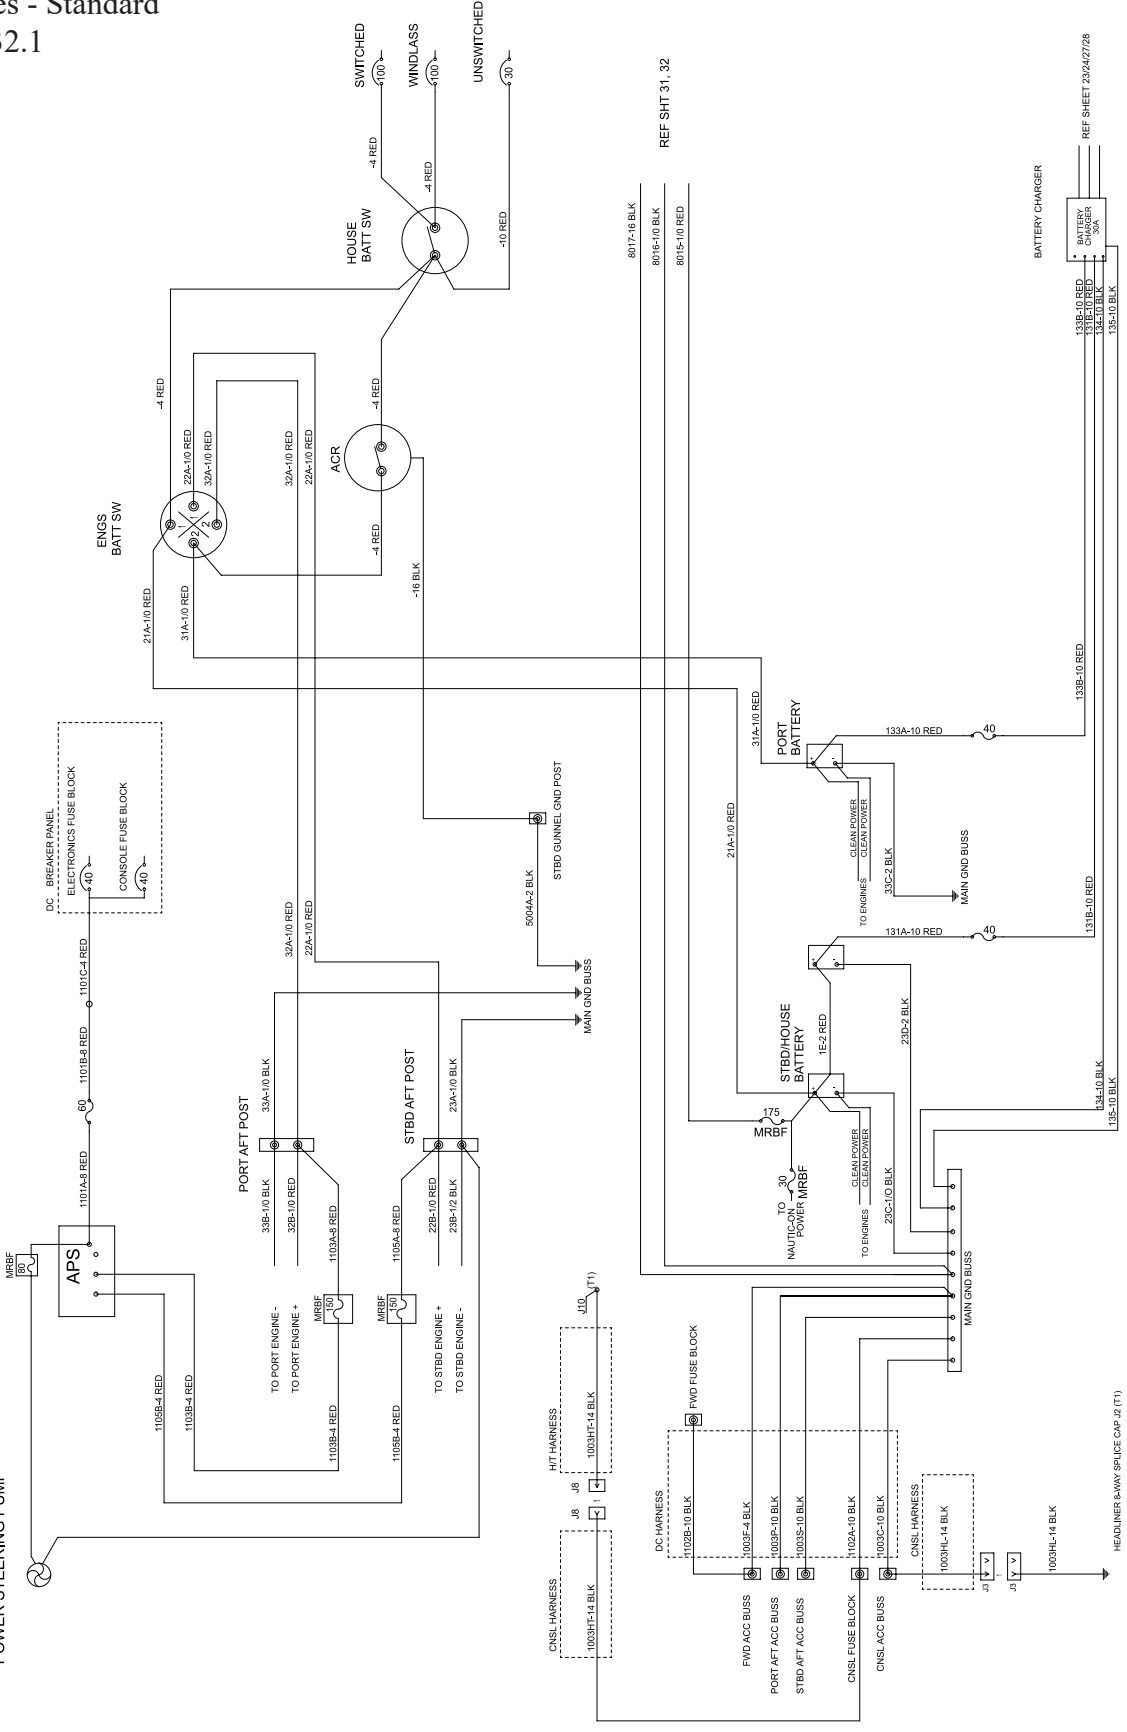 es - Standard
32.1
SWITCHED
100
WINDLASS
100
UNSWITCHED
30
-4 RED
-4 RED
-10 RED
HOUSE
BATT SW
REF SHT 31, 32
8017-16 BLK
8016-1/0 BLK
8015-1/0 RED
REF SHEET 23/24/27/28
BATTERY CHARGER
BATTERY
CHARGER
30A
133B-10 RED
131B-10 RED
134-10 BLK
135-10 BLK
-4 RED
22A-1/0 RED
32A-1/0 RED
32A-1/0 RED
22A-1/0 RED
-4 RED
ACR
-4 RED
-16 BLK
ENGS
BATT SW
1
1
2
2
21A-1/0 RED
31A-1/0 RED
133B-10 RED
31A-1/0 RED
PORT
BATTERY
+
-
133A-10 RED
40
CLEAN POWER
CLEAN POWER
TO ENGINES
33C-2 BLK
MAIN GND BUSS
21A-1/0 RED
DC BREAKER PANEL
ELECTRONICS FUSE BLOCK
40
CONSOLE FUSE BLOCK
40
STBD GUNNEL GND POST
5004A-2 BLK
MAIN GND BUSS
32A-1/0 RED
22A-1/0 RED
1101C-4 RED
1101B-8 RED
60
1101A-8 RED
131B-10 RED
131A-10 RED
40
+
-
1E-2 RED
23D-2 BLK
STBD/HOUSE
BATTERY
+
-
175
MRBF
30
MRBF
TO
NAUTIC-ON
POWER
CLEAN POWER
CLEAN POWER
TO ENGINES
23C-1/O BLK
134-10 BLK
135-10 BLK
MAIN GND BUSS
PORT AFT POST
33A-1/0 BLK
33B-1/0 BLK
32B-1/0 RED
1103A-8 RED
STBD AFT POST
23A-1/0 BLK
1105A-8 RED
22B-1/0 RED
23B-1/2 BLK
MRBF
80
APS
MRBF
150
MRBF
150
TO PORT ENGINE -
TO PORT ENGINE +
TO STBD ENGINE +
TO STBD ENGINE -
1105B-4 RED
1103B-4 RED
1103B-4 RED
1105B-4 RED
J10
(T1)
H/T HARNESS
1003HT-14 BLK
J8
1
J8
CNSL HARNESS
1003HT-14 BLK
FWD FUSE BLOCK
DC HARNESS
1102B-10 BLK
1003F-4 BLK
1003P-10 BLK
1003S-10 BLK
1102A-10 BLK
1003C-10 BLK
FWD ACC BUSS
PORT AFT ACC BUSS
STBD AFT ACC BUSS
CNSL FUSE BLOCK
CNSL ACC BUSS
CNSL HARNESS
1003HL-14 BLK
J3
1
J3
1003HL-14 BLK
HEADLINER 8-WAY SPLICE CAP J2 (T1)